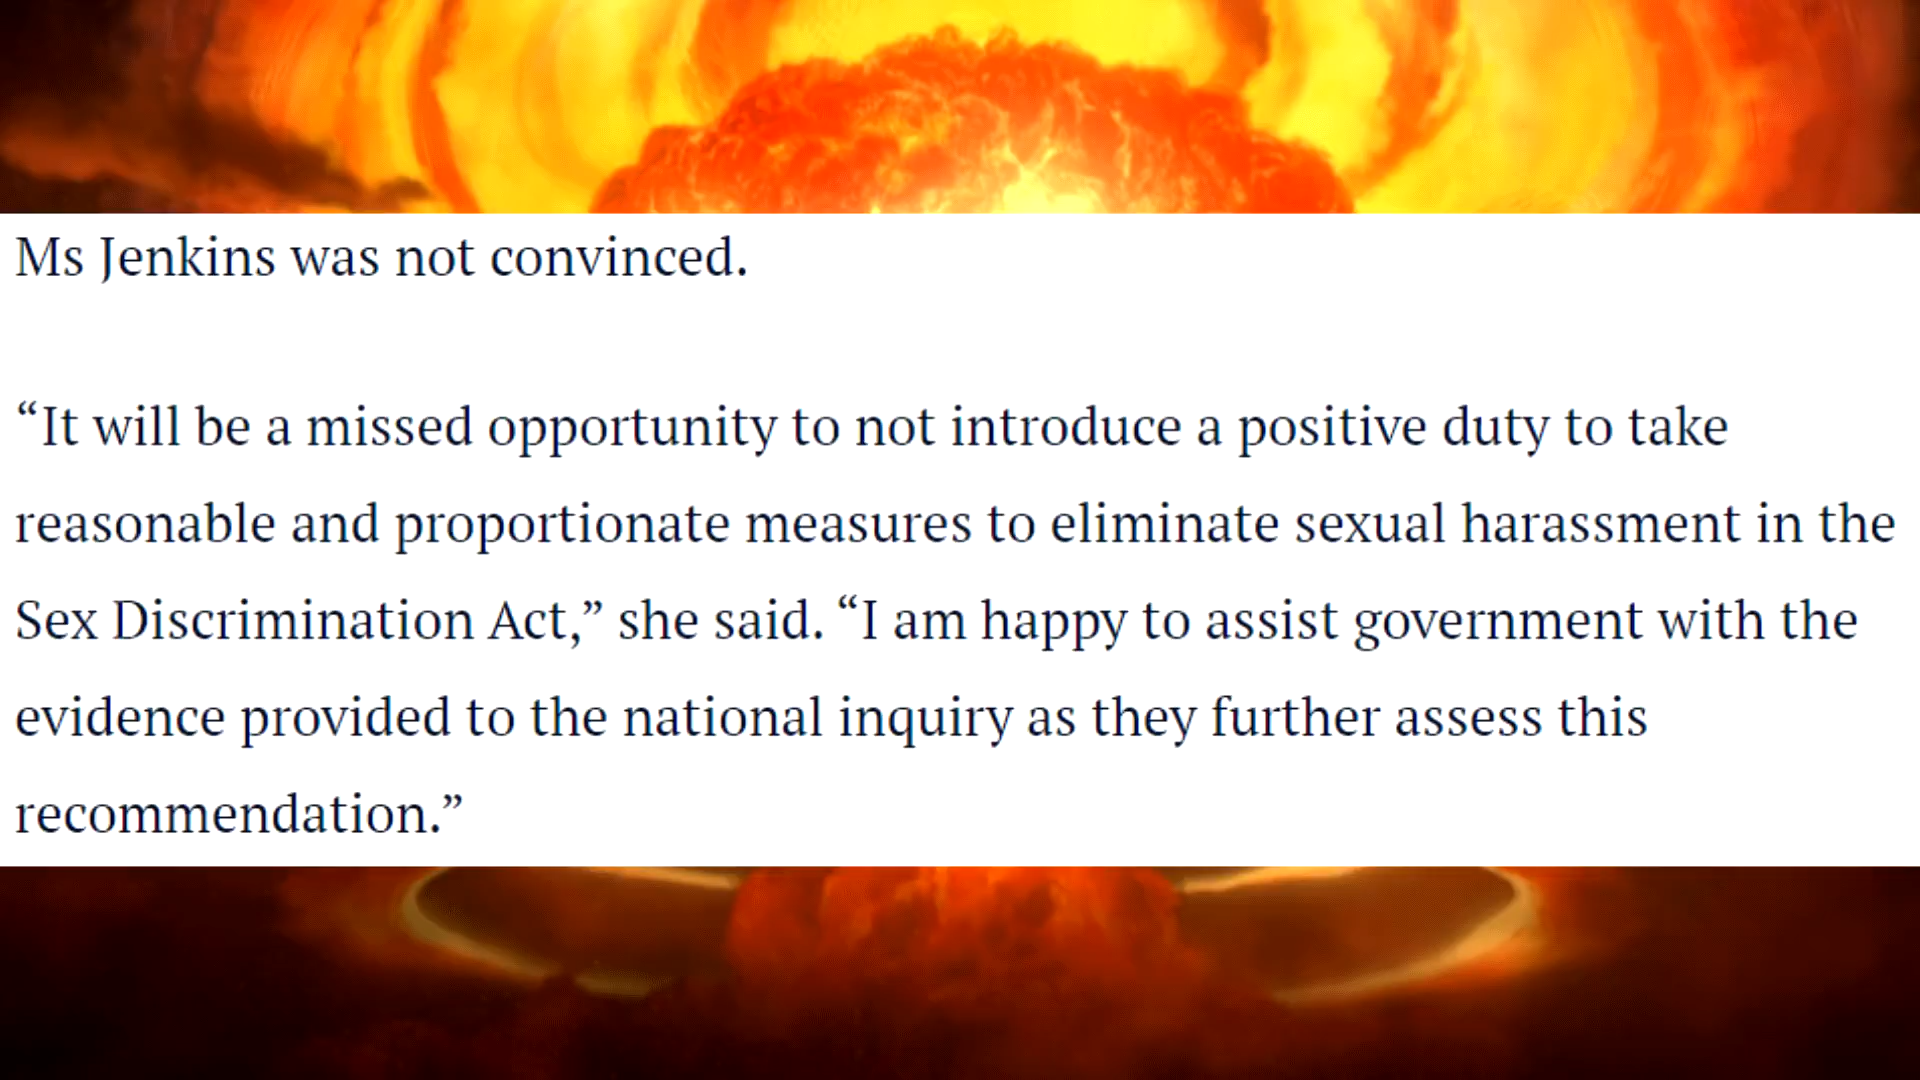 Ms Jenkins was not convinced.
“It will be a missed opportunity to not introduce a positive duty to take
reasonable and proportionate measures to eliminate sexual harassment in the
Sex Discrimination Act,” she said. “I am happy to assist government with the
evidence provided to the national inquiry as they further assess this
recommendation.”